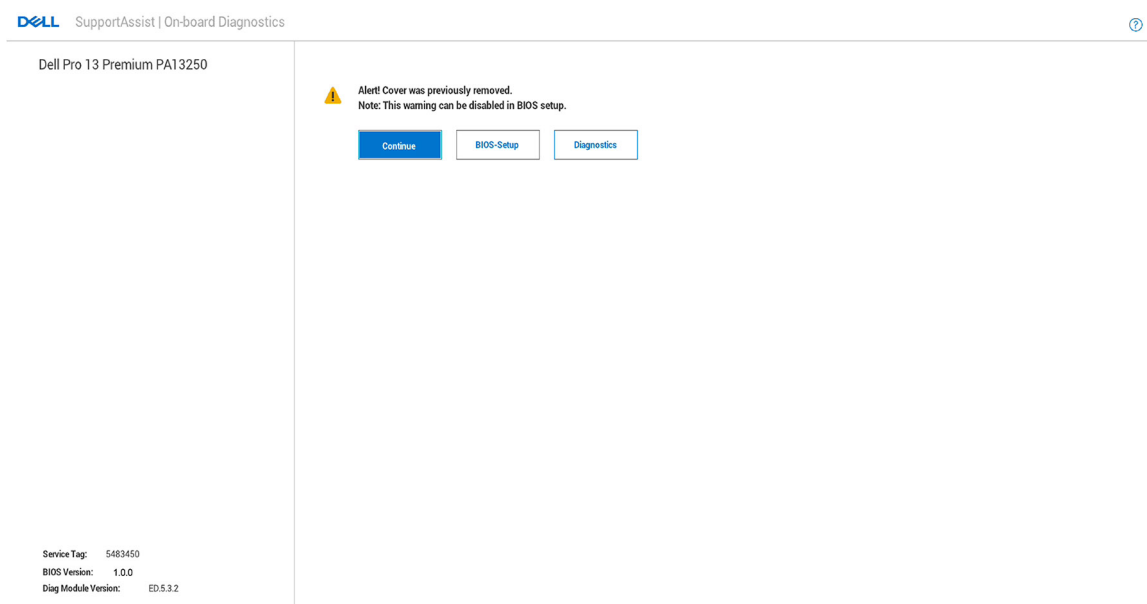 DELL SupportAssist | On-board Diagnostics
?
Dell Pro 13 Premium PA13250
Alert! Cover was previously removed.
Note: This warning can be disabled in BIOS setup.
Continue BIOS-Setup Diagnostics
Service Tag: 5483450
BIOS Version: 1.0.0
Diag Module Version: ED.5.3.2